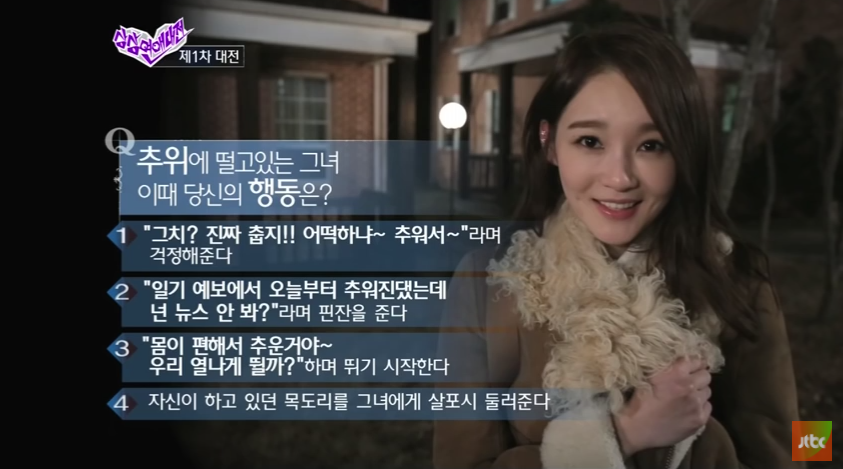 심심연애대전
제1차 대전
Q
추위에 떨고있는 그녀
이때 당신의 행동은?
1 "그치? 진짜 춥지!! 어떡하냐~ 추워서~"라며
걱정해준다
2 "일기 예보에서 오늘부터 추워진댔는데
넌 뉴스 안 봐?"라며 핀잔을 준다
3 "몸이 편해서 추운거야~
우리 열나게 뛸까?"하며 뛰기 시작한다
4 자신이 하고 있던 목도리를 그녀에게 살포시 둘러준다
jtbc